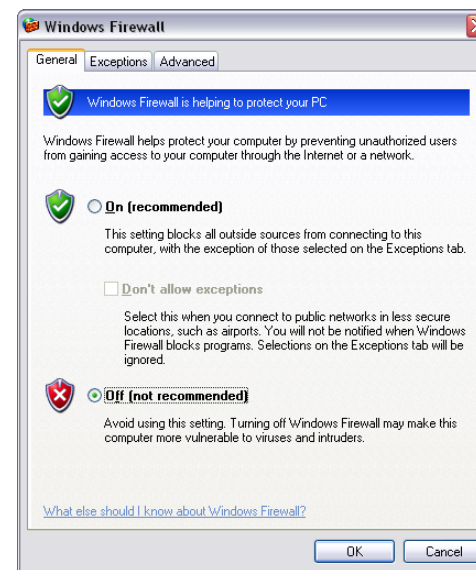 Windows Firewall
General Exceptions Advanced
Windows Firewall is helping to protect your PC
Windows Firewall helps protect your computer by preventing unauthorized users
from gaining access to your computer through the Internet or a network.
On (recommended)
This setting blocks all outside sources from connecting to this
computer, with the exception of those selected on the Exceptions tab.
Don't allow exceptions
Select this when you connect to public networks in less secure
locations, such as airports. You will not be notified when Windows
Firewall blocks programs. Selections on the Exceptions tab will be
ignored.
Off (not recommended)
Avoid using this setting. Turning off Windows Firewall may make this
computer more vulnerable to viruses and intruders.
What else should I know about Windows Firewall?
OK Cancel